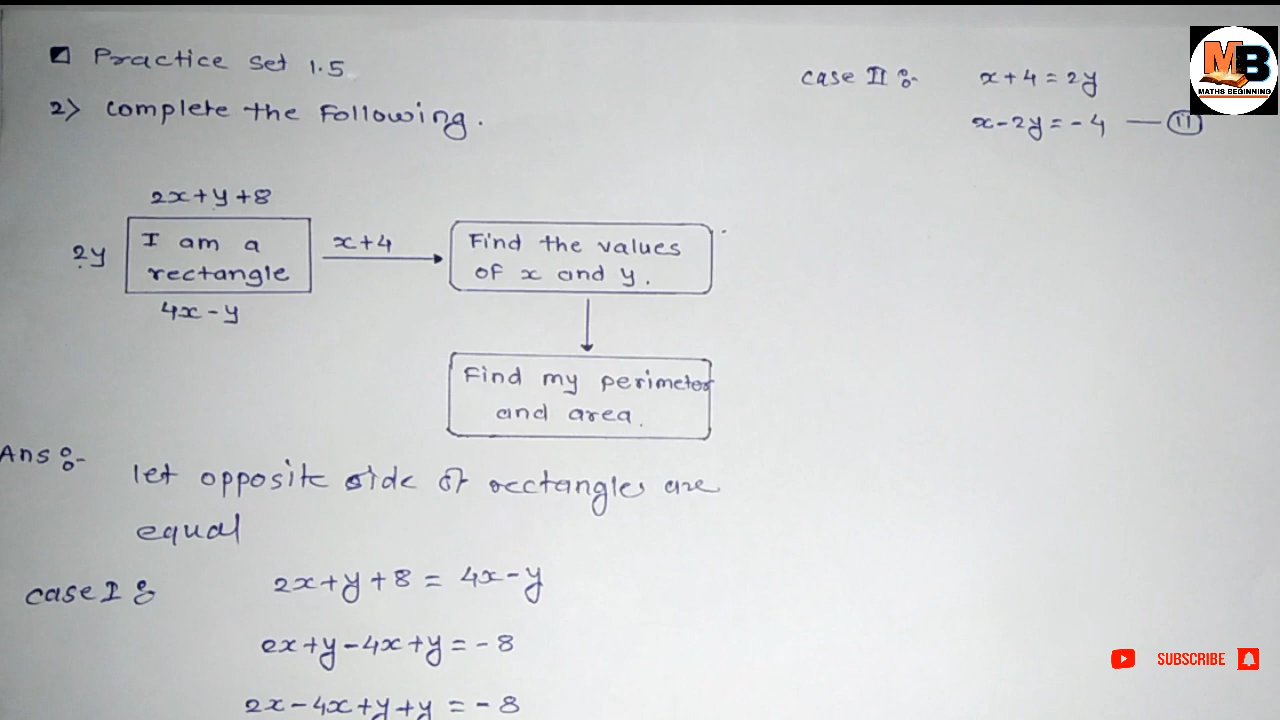 Practice Set 1.5
2) Complete the Following.
2x+y+8
2y
I am a
rectangle
x+4
4x-y
Find the values
of x and y.
Find my perimeter
and area.
Ans:-
let opposite side of rectangles are
equal
case I :
2x+y+8 = 4x-y
2x+y-4x+y = -8
2x-4x+y+y = -8
case II :-
x+4 = 2y
x-2y = -4 — (II)
MB
MATHS BEGINNING
SUBSCRIBE